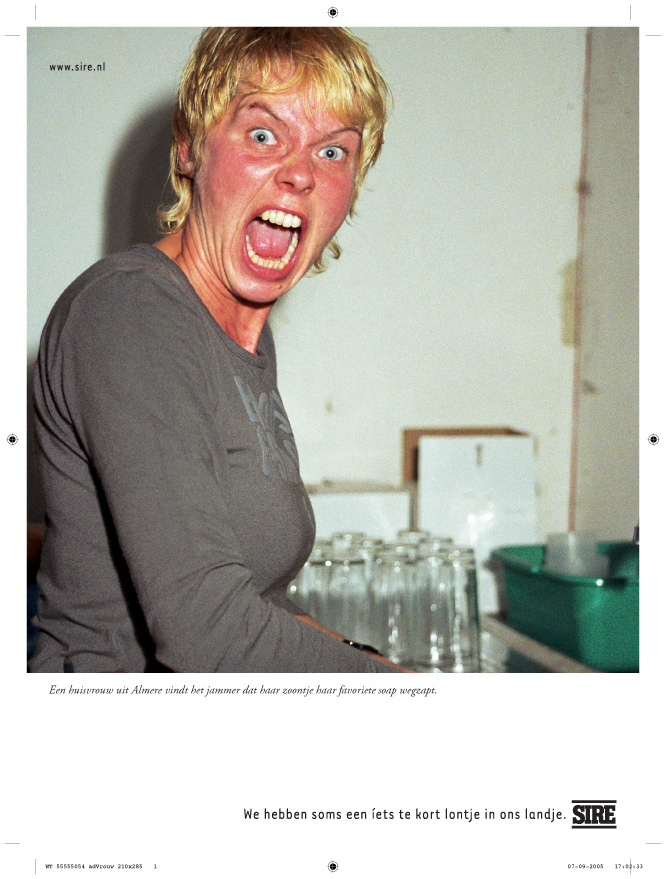 www.sire.nl
Een huisvrouw uit Almere vindt het jammer dat haar zoontje haar favoriete soap wegzapt.
We hebben soms een íets te kort lontje in ons landje. SIRE
WT 55555054 adVrouw 210x285 1 07-09-2005 17:02:33